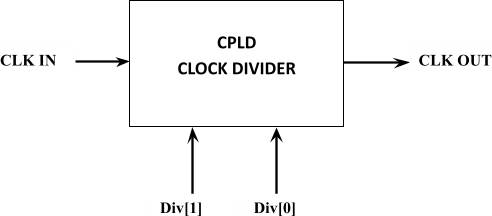 CPLD
CLOCK DIVIDER
CLK IN
CLK OUT
Div[1]
Div[0]